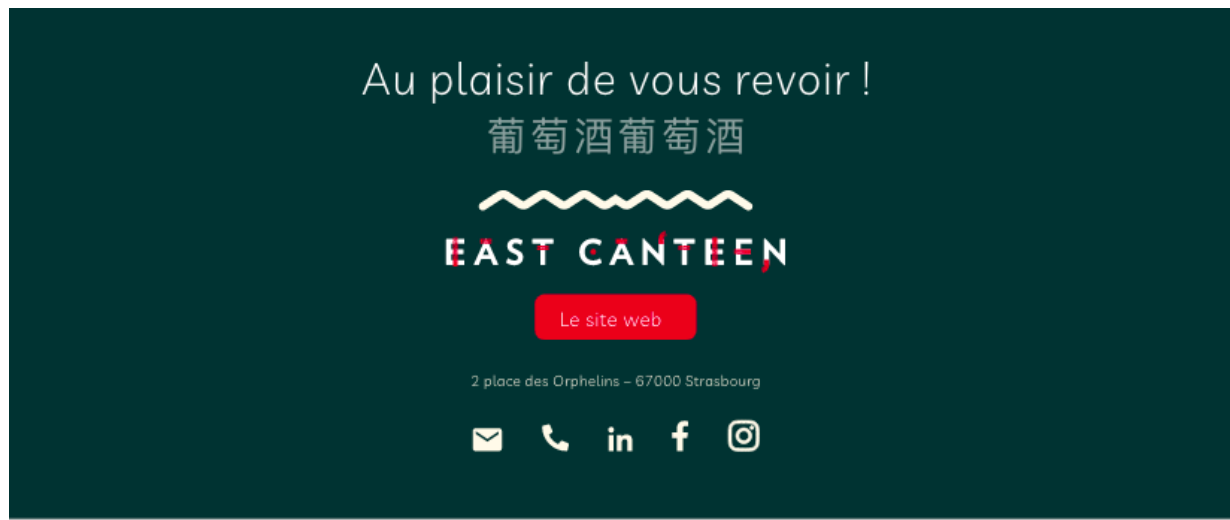 Au plaisir de vous revoir !
葡萄酒葡萄酒
EAST CANTEEN
Le site web
2 place des Orphelins – 67000 Strasbourg